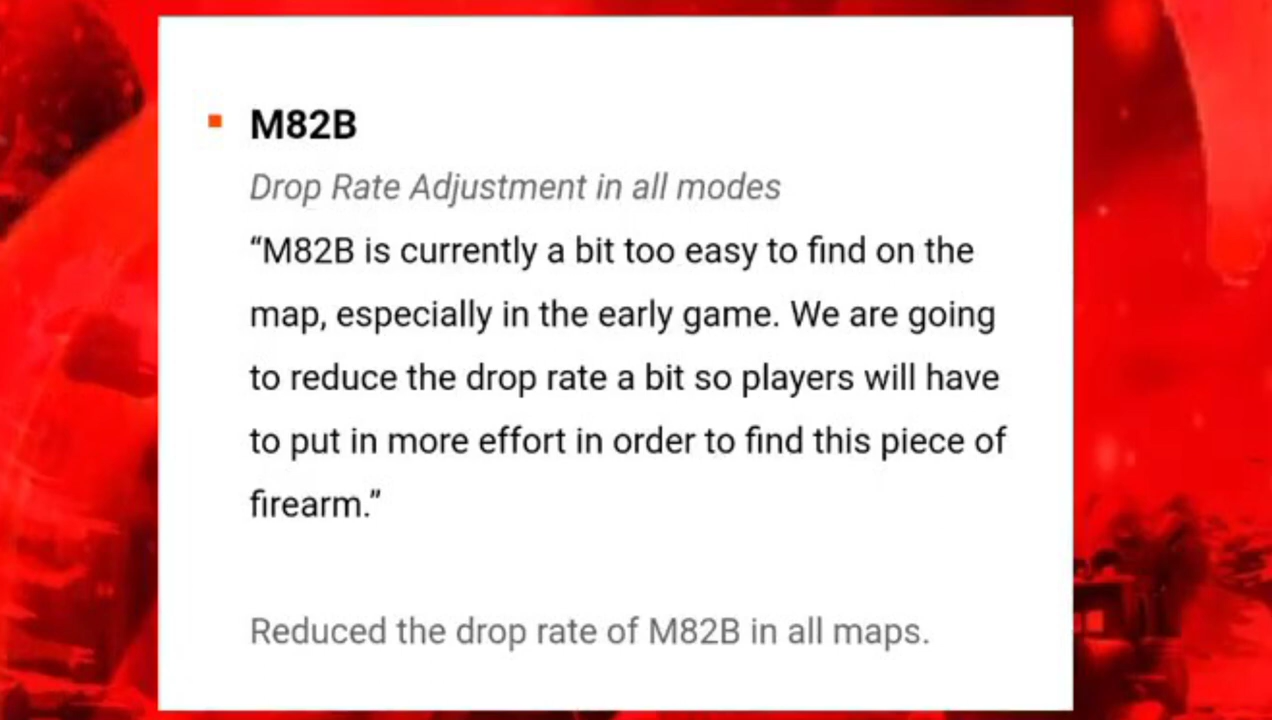 M82B
Drop Rate Adjustment in all modes
“M82B is currently a bit too easy to find on the
map, especially in the early game. We are going
to reduce the drop rate a bit so players will have
to put in more effort in order to find this piece of
firearm.”
Reduced the drop rate of M82B in all maps.